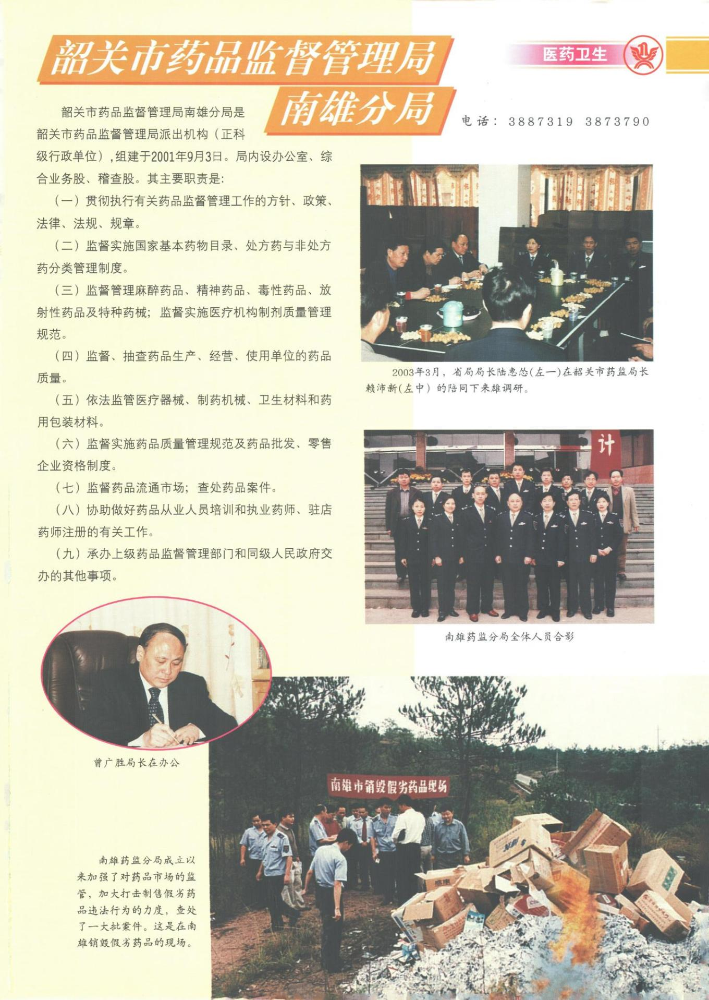 韶关市药品监督管理局
南雄分局
医药卫生
电话：3887319 3873790
韶关市药品监督管理局南雄分局是
韶关市药品监督管理局派出机构（正科
级行政单位）,组建于2001年9月3日。局内设办公室、综
合业务股、稽查股。其主要职责是:
（一）贯彻执行有关药品监督管理工作的方针、政策、
法律、法规、规章。
（二）监督实施国家基本药物目录、处方药与非处方
药分类管理制度。
（三）监督管理麻醉药品、精神药品、毒性药品、放
射性药品及特种药械；监督实施医疗机构制剂质量管理
规范。
（四）监督、抽查药品生产、经营、使用单位的药品
质量。
（五）依法监管医疗器械、制药机械、卫生材料和药
用包装材料。
（六）监督实施药品质量管理规范及药品批发、零售
企业资格制度。
（七）监督药品流通市场；查处药品案件。
（八）协助做好药品从业人员培训和执业药师、驻店
药师注册的有关工作。
（九）承办上级药品监督管理部门和同级人民政府交
办的其他事项。
2003年3月，省局局长陆惠怂(左一)在韶关市药监局长
赖沛新(左中）的陪同下来雄调研。
计
南雄药监分局全体人员合影
曾广胜局长在办公
南雄市销毁假劣药品现场
南雄药监分局成立以
来加强了对药品市场的监
管，加大打击制售假劣药
品违法行为的力度，查处
了一大批案件。这是在南
雄销毁假劣药品的现场。